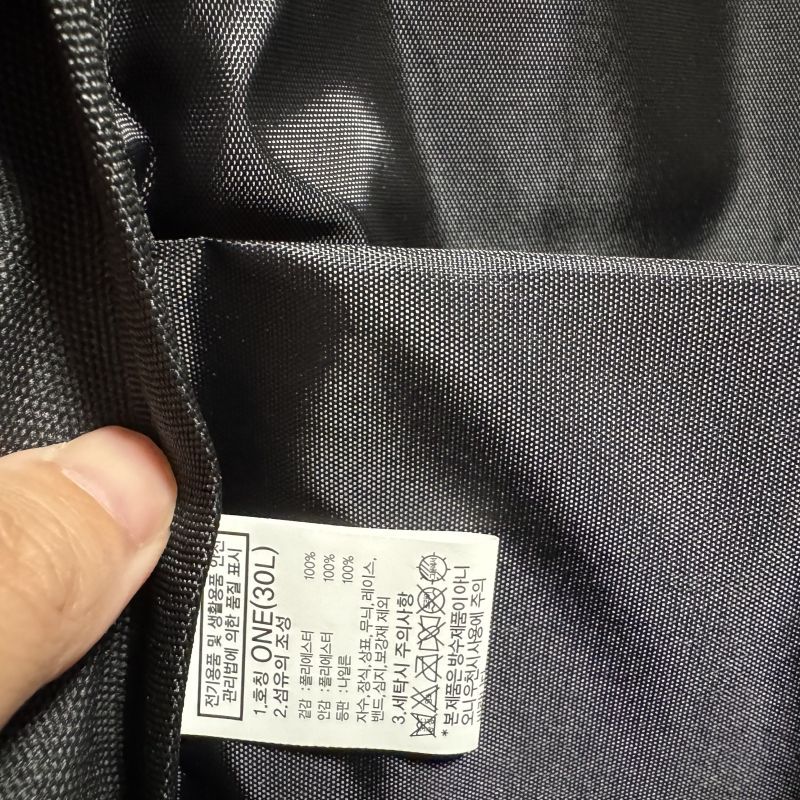 전기용품 및 생활용품 안전
관리법에 의한 품질 표시
1.호칭 ONE(30L)
2.섬유의 조성
겉감 :폴리에스터 100%
안감 :폴리에스터 100%
등판 :나일론 100%
자수,장식,상표,무늬,레이스,
밴드,심지,보강재 제외
3.세탁시 주의사항
*본 제품은 방수제품이 아니
오니 우천시 사용에 주의